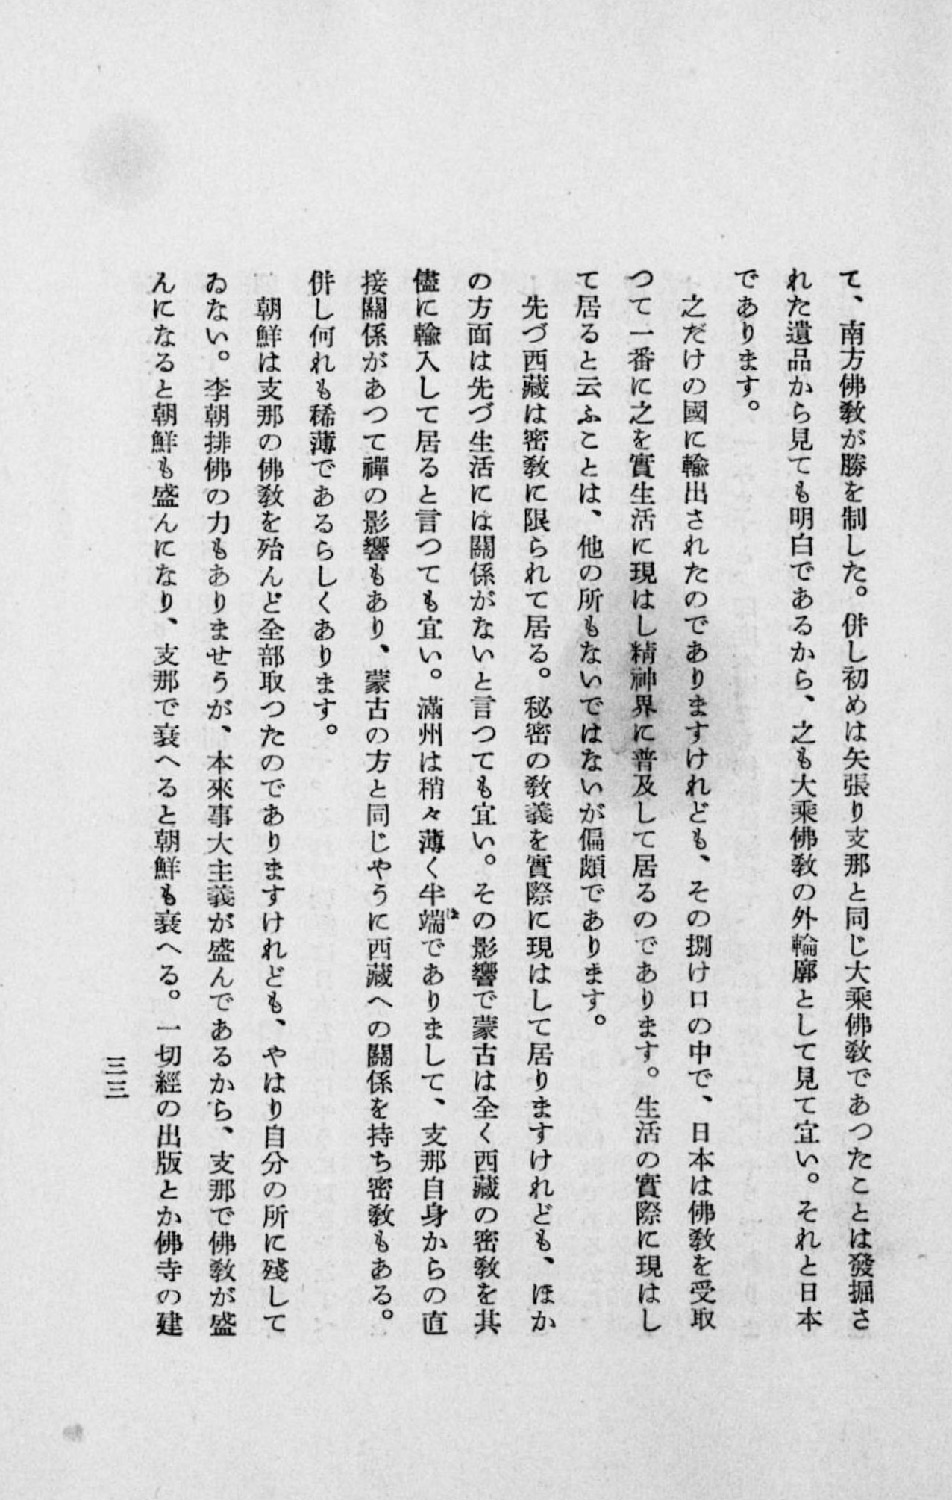 て、南方佛敎が勝を制した。併し初めは矢張り支那と同じ大乘佛敎であつたことは發掘さ
れた遺品から見ても明白であるから、之も大乘佛敎の外輪廓として見て宜い。それと日本
であります。
之だけの國に輸出されたのでありますけれども、その捌け口の中で、日本は佛敎を受取
つて一番に之を實生活に現はし精神界に普及して居るのであります。生活の實際に現はし
て居ると云ふことは、他の所もないではないが偏頗であります。
先づ西藏は密敎に限られて居る。秘密の敎義を實際に現はして居りますけれども、ほか
の方面は先づ生活には關係がないと言つても宜い。その影響で蒙古は全く西藏の密敎を其
儘に輸入して居ると言つても宜い。滿州は稍々薄く半端でありまして、支那自身からの直
接關係があつて禪の影響もあり、蒙古の方と同じやうに西藏への關係を持ち密敎もある。
併し何れも稀薄であるらしくあります。
朝鮮は支那の佛敎を殆んど全部取つたのでありますけれども、やはり自分の所に殘して
ゐない。李朝排佛の力もありませうが、本來事大主義が盛んであるから、支那で佛敎が盛
んになると朝鮮も盛んになり、支那で衰へると朝鮮も衰へる。一切經の出版とか佛寺の建
三三